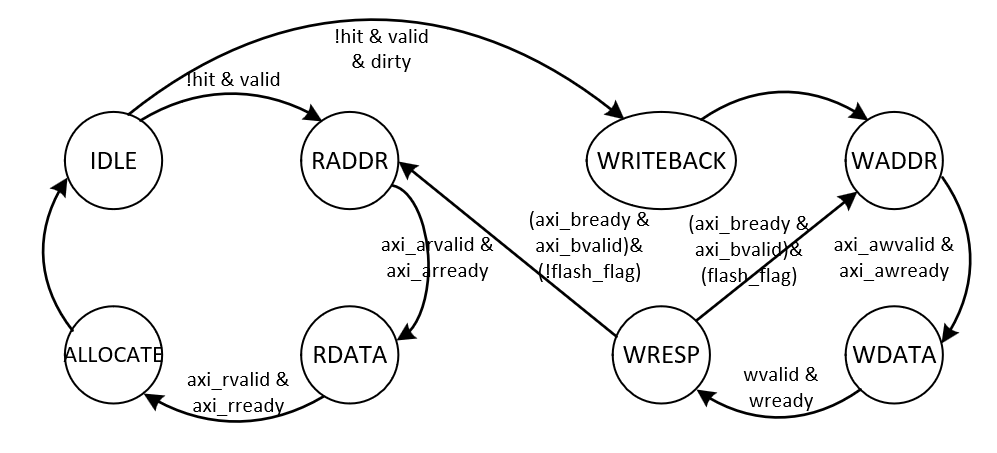 !hit & valid
& dirty
!hit & valid
IDLE
RADDR
WRITEBACK
WADDR
axi_arvalid &
axi_arready
(axi_bready &
axi_bvalid)&
(!flash_flag)
(axi_bready &
axi_bvalid)&
(flash_flag)
axi_awvalid &
axi_awready
ALLOCATE
RDATA
WRESP
WDATA
axi_rvalid &
axi_rready
wvalid &
wready